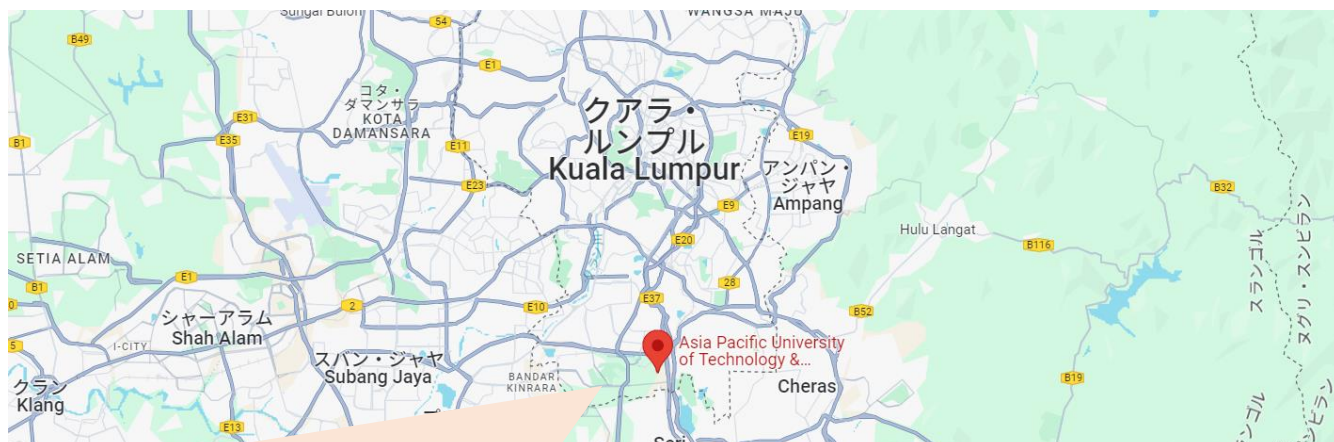 Sungai Buloh
WANGSA MAJU
54
B49
E1
コタ・
ダマンサラ
KOTA
DAMANSARA
クアラ・
ルンプル
Kuala Lumpur
E31
E35
B1
E11
E19
アンパン・
ジャヤ
Ampang
E23
E9
B32
Hulu Langat
E20
B116
SETIA ALAM
E1
B1
28
スランゴル
ヌグリ・スンビラン
2
E10
E37
B52
シャーアラム
Shah Alam
I-CITY
5
スバン・ジャヤ
Subang Jaya
BANDAR
KINRARA
Asia Pacific University
of Technology &...
Cheras
B19
クラン
Klang
E13